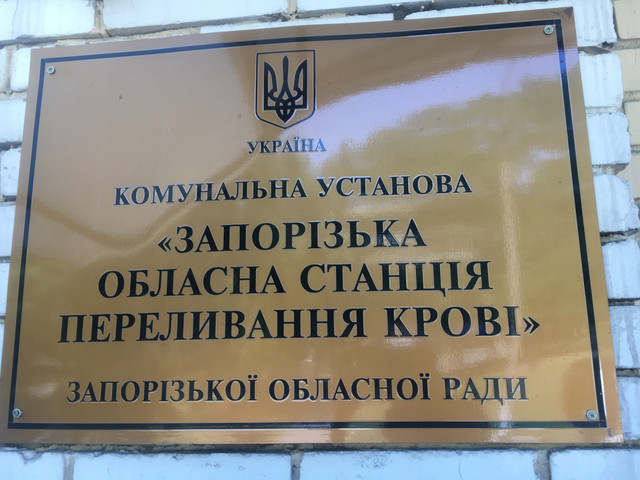 УКРАЇНА
КОМУНАЛЬНА УСТАНОВА
«ЗАПОРІЗЬКА
ОБЛАСНА СТАНЦІЯ
ПЕРЕЛИВАННЯ КРОВІ»
ЗАПОРІЗЬКОЇ ОБЛАСНОЇ РАДИ